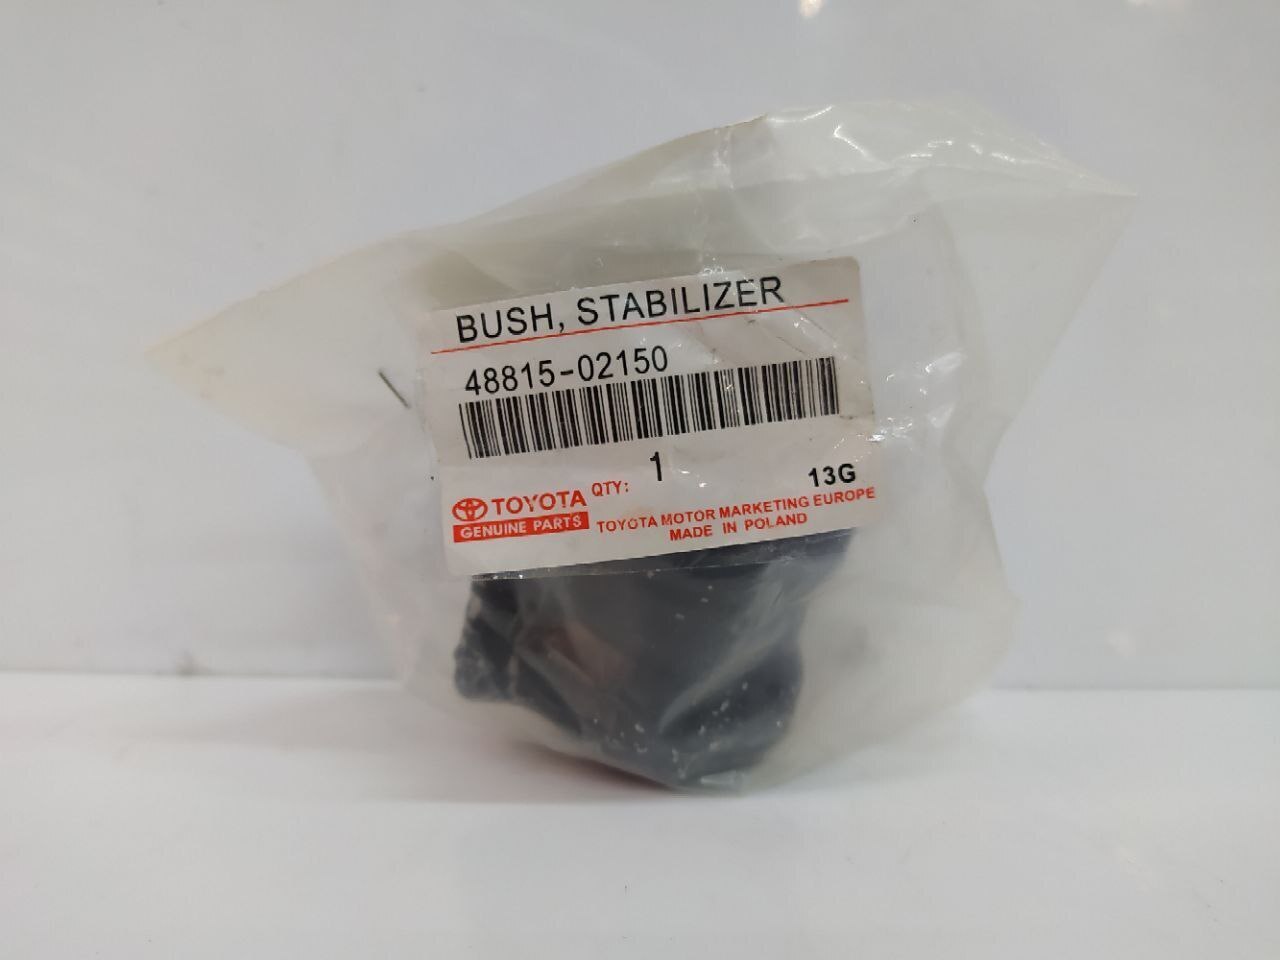 BUSH, STABILIZER
48815-02150
1
QTY:
13G
TOYOTA
GENUINE PARTS
TOYOTA MOTOR MARKETING EUROPE
MADE IN POLAND